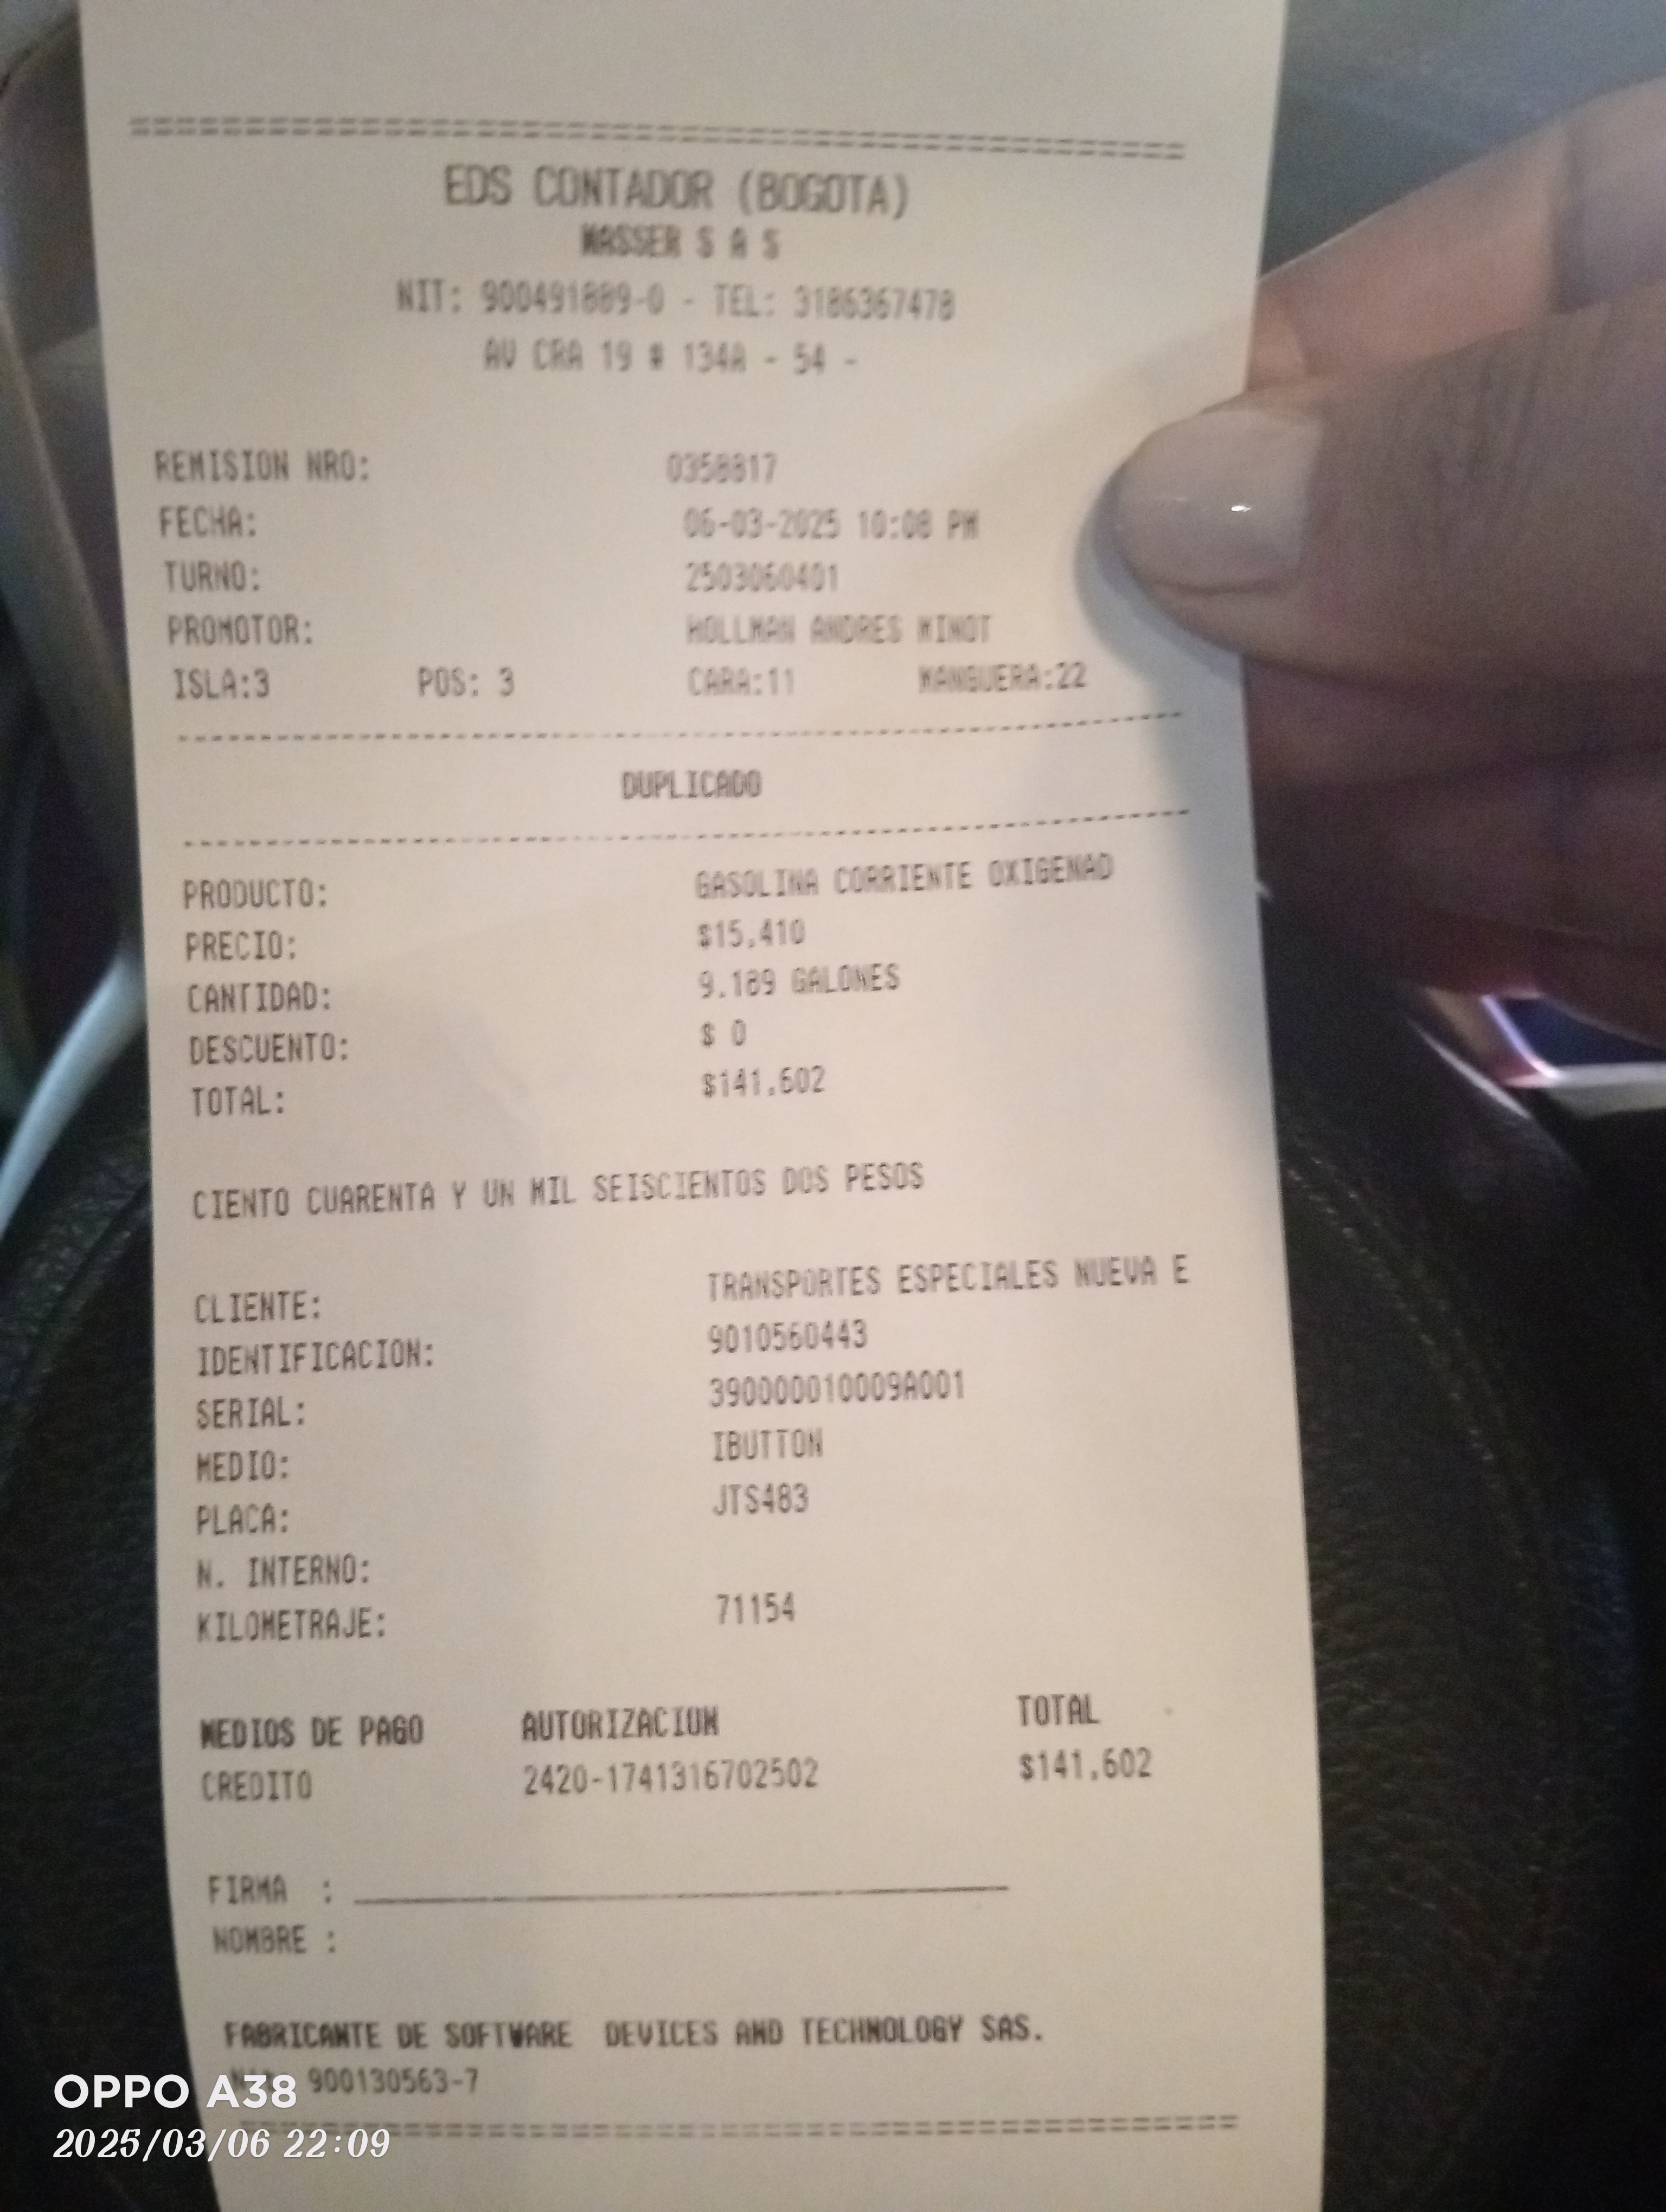 EDS CONTADOR (BOGOTA)
WASSER S A S
NIT: 900491889-0 - TEL: 3186367478
AV CRA 19 # 134A - 54 -
REMISION NRO: 0358817
FECHA: 06-03-2025 10:08 PM
TURNO: 2503060401
PROMOTOR: HOLLMAN ANDRES MINOT
ISLA:3 POS: 3 CARA:11 MANGUERA:22
DUPLICADO
PRODUCTO: GASOLINA CORRIENTE OXIGENAD
PRECIO: $15,410
CANTIDAD: 9.189 GALONES
DESCUENTO: $ 0
TOTAL: $141,602
CIENTO CUARENTA Y UN MIL SEISCIENTOS DOS PESOS
CLIENTE: TRANSPORTES ESPECIALES NUEVA E
IDENTIFICACION: 9010560443
SERIAL: 390000010009A001
MEDIO: IBUTTON
PLACA: JTS483
N. INTERNO:
KILOMETRAJE: 71154
MEDIOS DE PAGO AUTORIZACION TOTAL
CREDITO 2420-1741316702502 $141,602
FIRMA :
NOMBRE :
FABRICANTE DE SOFTWARE DEVICES AND TECHNOLOGY SAS.
900130563-7
OPPO A38
2025/03/06 22:09